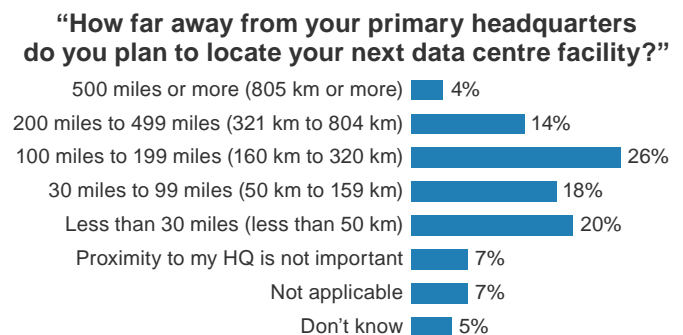 “How far away from your primary headquarters
do you plan to locate your next data centre facility?”
500 miles or more (805 km or more) 4%
200 miles to 499 miles (321 km to 804 km) 14%
100 miles to 199 miles (160 km to 320 km) 26%
30 miles to 99 miles (50 km to 159 km) 18%
Less than 30 miles (less than 50 km) 20%
Proximity to my HQ is not important 7%
Not applicable 7%
Don’t know 5%